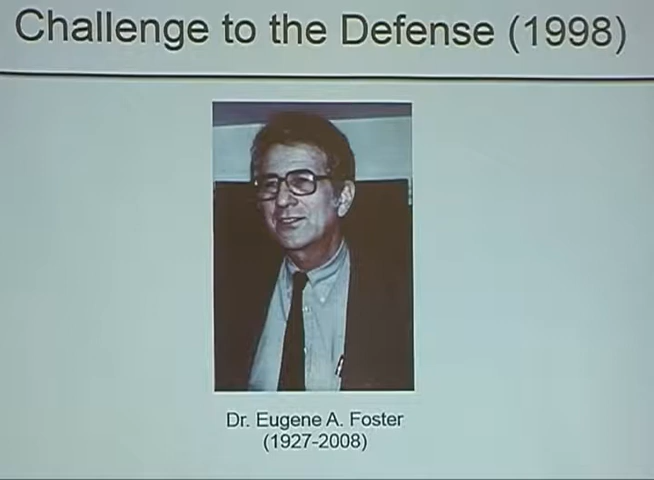 Challenge to the Defense (1998)
Dr. Eugene A. Foster
(1927-2008)